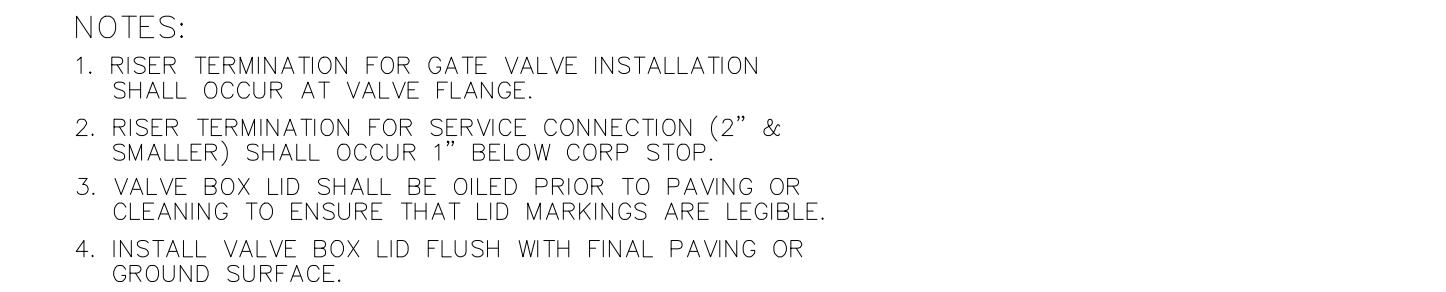 NOTES:
1. RISER TERMINATION FOR GATE VALVE INSTALLATION
SHALL OCCUR AT VALVE FLANGE.
2. RISER TERMINATION FOR SERVICE CONNECTION (2" &
SMALLER) SHALL OCCUR 1" BELOW CORP STOP.
3. VALVE BOX LID SHALL BE OILED PRIOR TO PAVING OR
CLEANING TO ENSURE THAT LID MARKINGS ARE LEGIBLE.
4. INSTALL VALVE BOX LID FLUSH WITH FINAL PAVING OR
GROUND SURFACE.